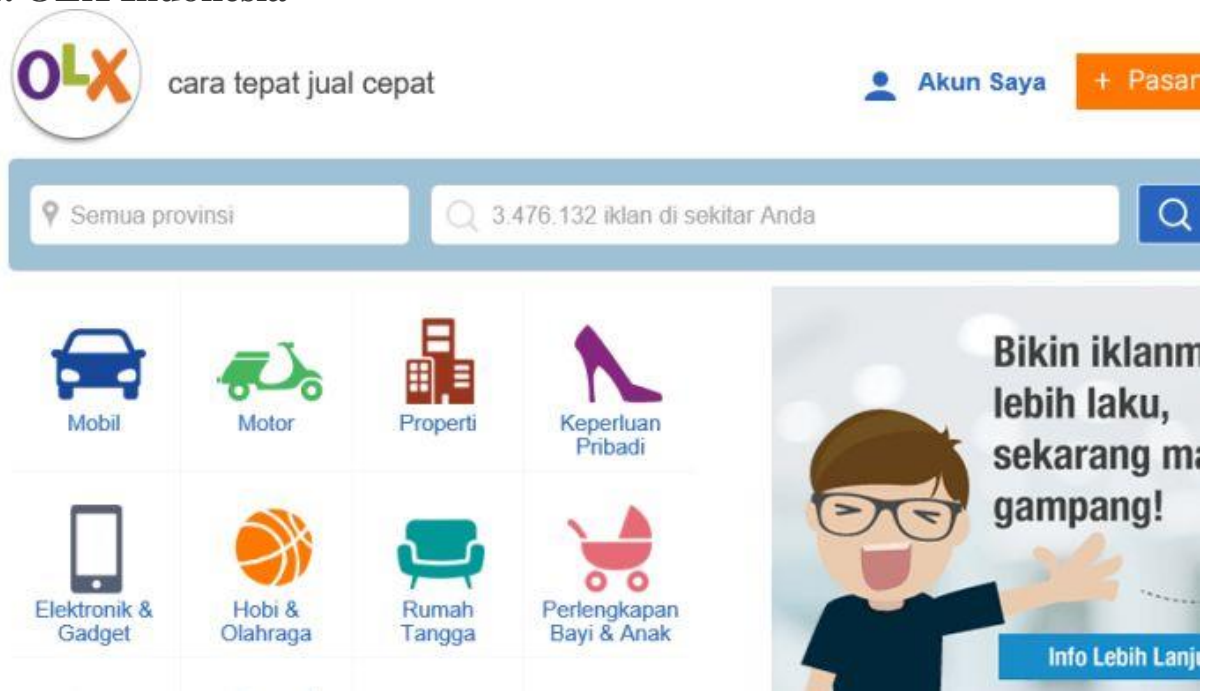 OLX
cara tepat jual cepat
Akun Saya
+ Pasan
Semua provinsi
3.476.132 iklan di sekitar Anda
Mobil
Motor
Properti
Keperluan
Pribadi
Elektronik &
Gadget
Hobi &
Olahraga
Rumah
Tangga
Perlengkapan
Bayi & Anak
Bikin iklanm
lebih laku,
sekarang ma
gampang!
Info Lebih Lanju